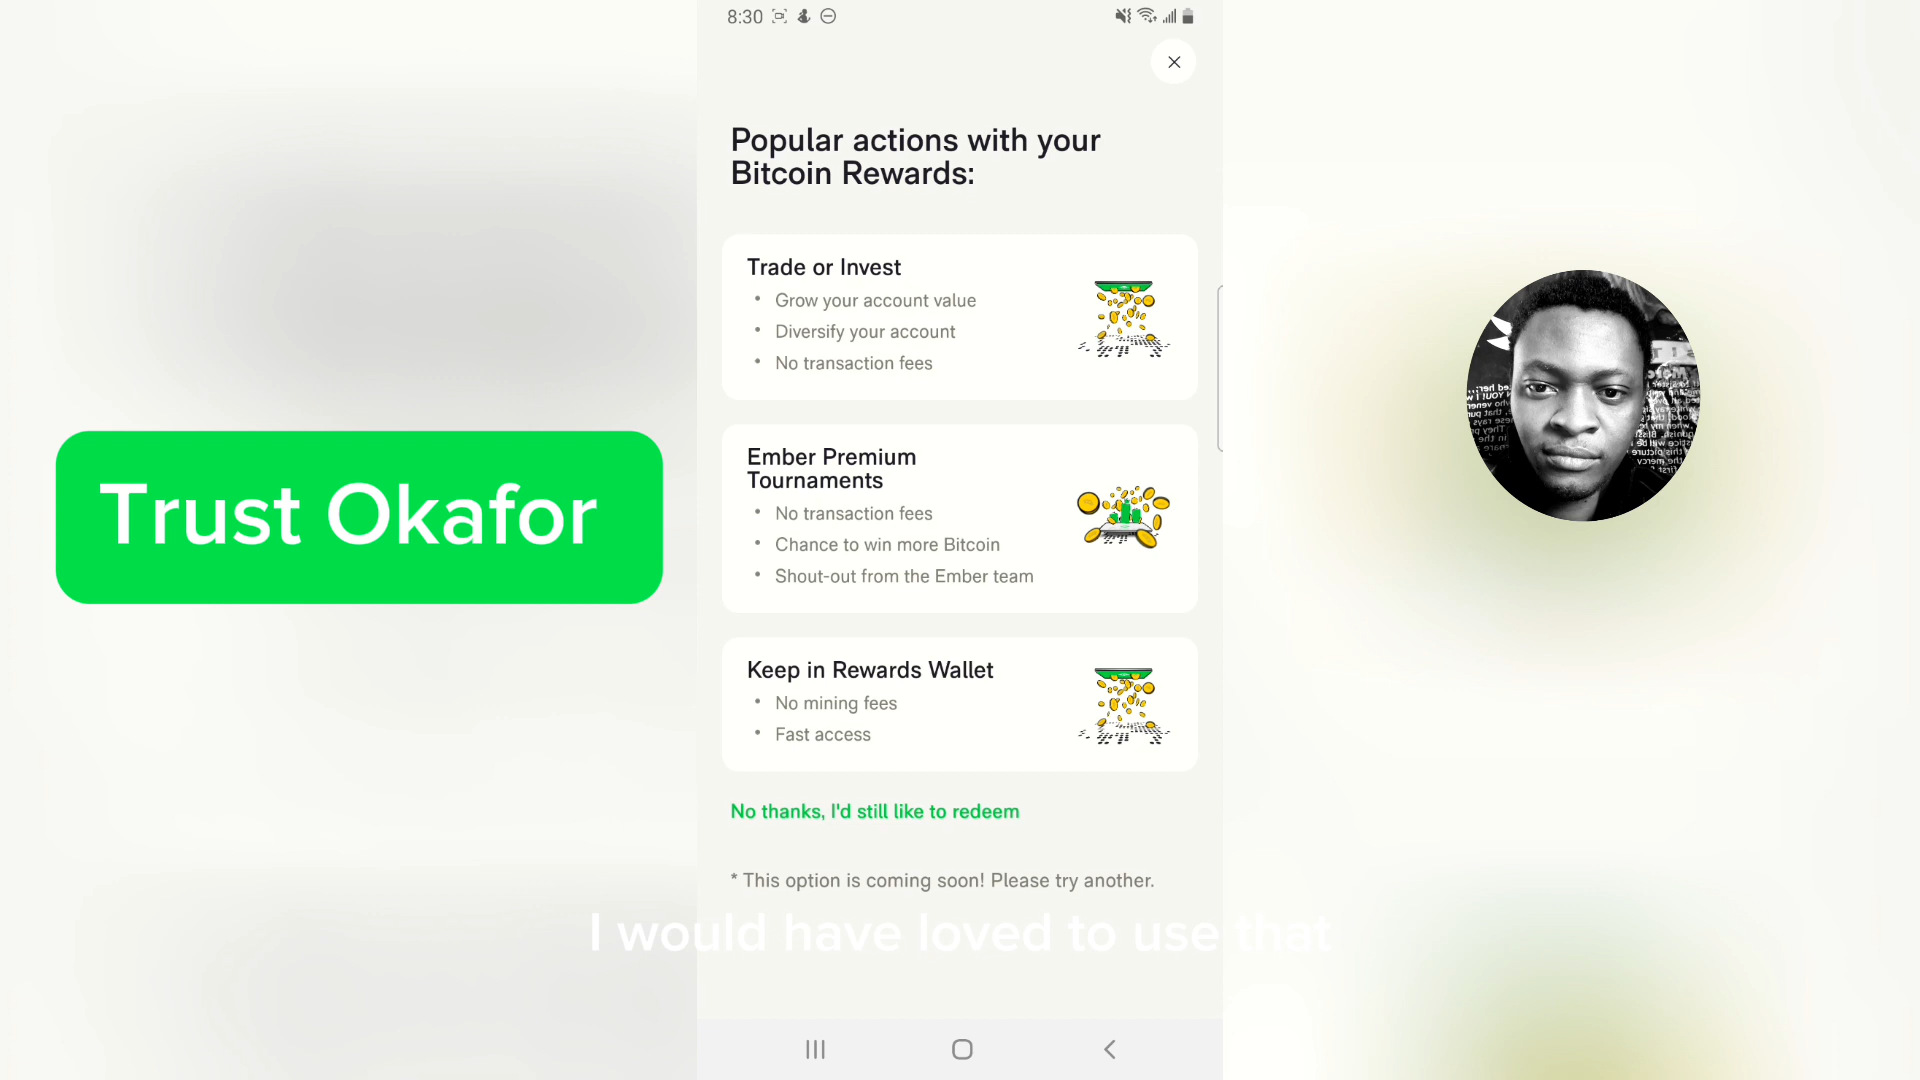 8:30
Popular actions with your
Bitcoin Rewards:
Trade or Invest
• Grow your account value
• Diversify your account
• No transaction fees
Ember Premium
Tournaments
• No transaction fees
• Chance to win more Bitcoin
• Shout-out from the Ember team
Keep in Rewards Wallet
• No mining fees
• Fast access
No thanks, I'd still like to redeem
* This option is coming soon! Please try another.
Trust Okafor
I would have loved to use that